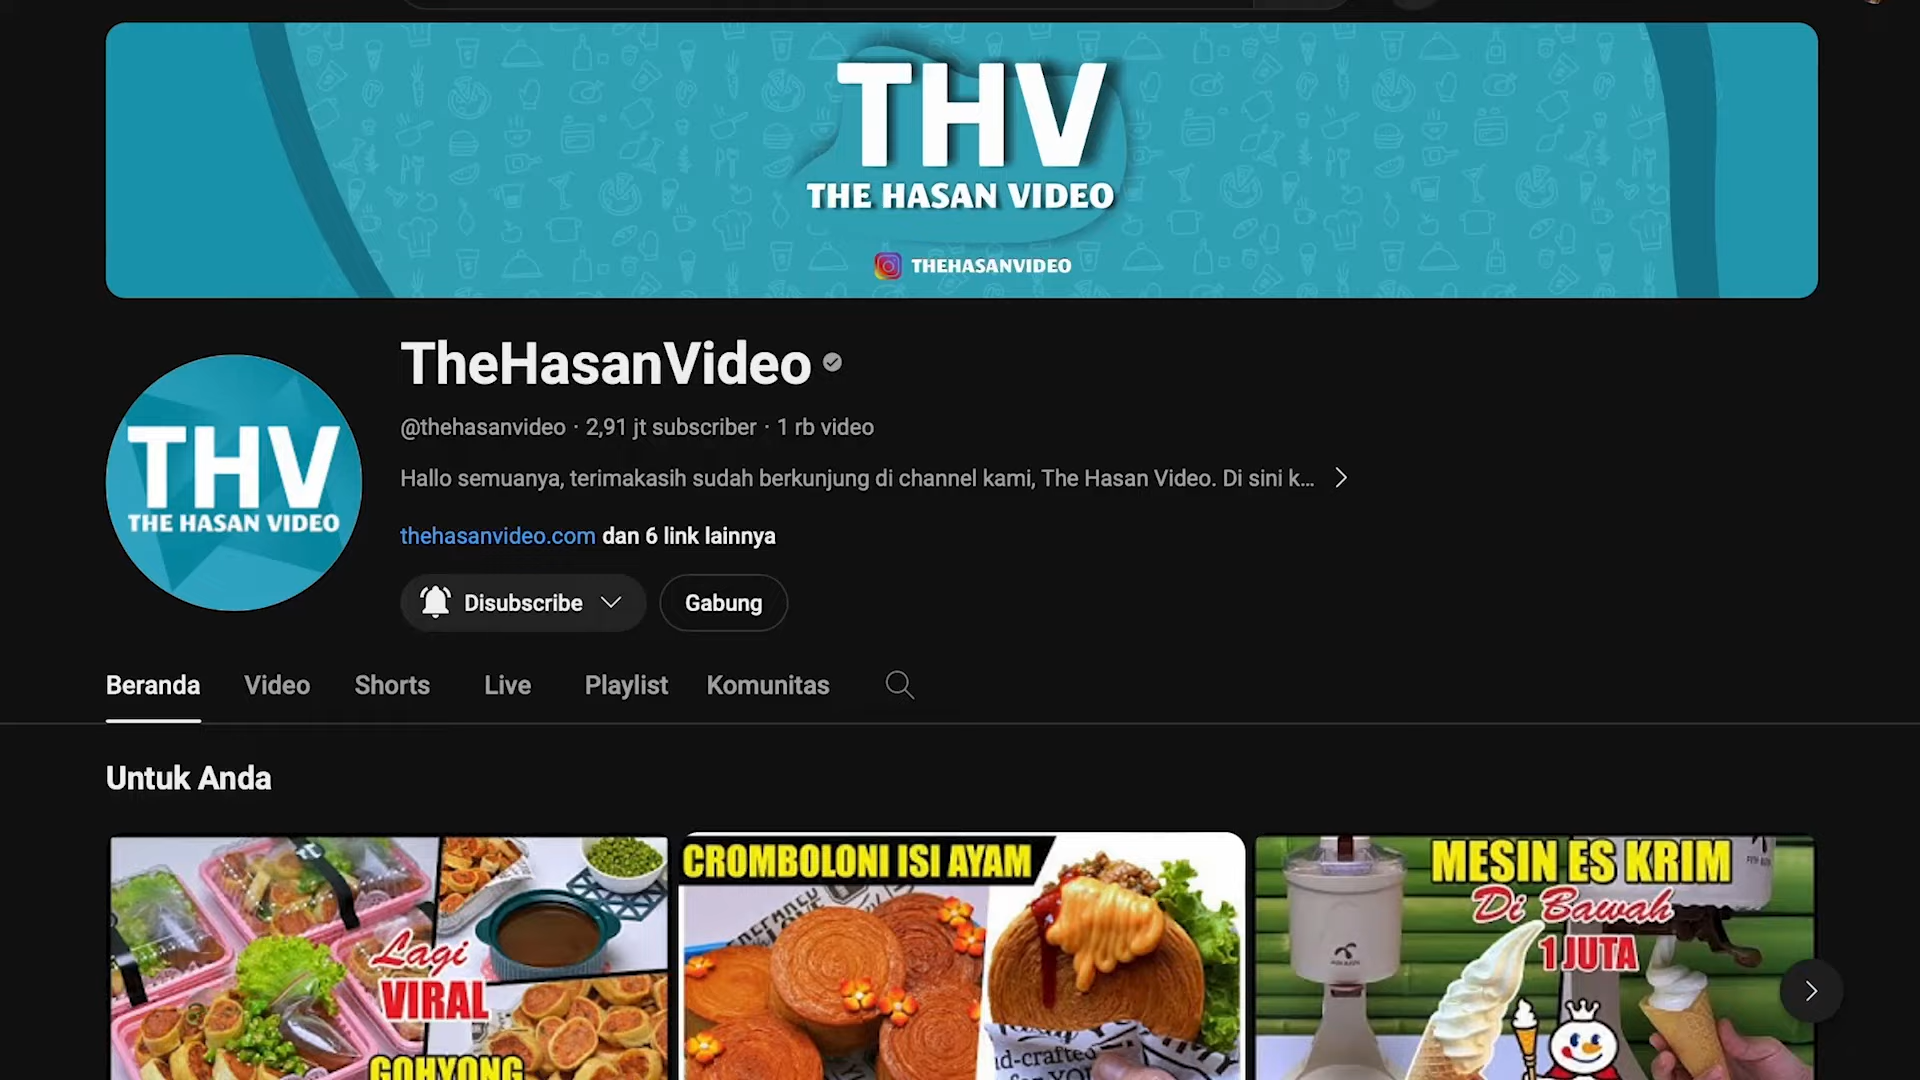 THV
THE HASAN VIDEO
THEHASANVIDEO
THV
THE HASAN VIDEO
TheHasanVideo
@thehasanvideo · 2,91 jt subscriber · 1 rb video
Hallo semuanya, terimakasih sudah berkunjung di channel kami, The Hasan Video. Di sini k...
thehasanvideo.com dan 6 link lainnya
Disubscribe
Gabung
Beranda Video Shorts Live Playlist Komunitas
Untuk Anda
Lagi
VIRAL
GOHYONG
CROMBOLONI ISI AYAM
MESIN ES KRIM
Di Bawah
1 JUTA